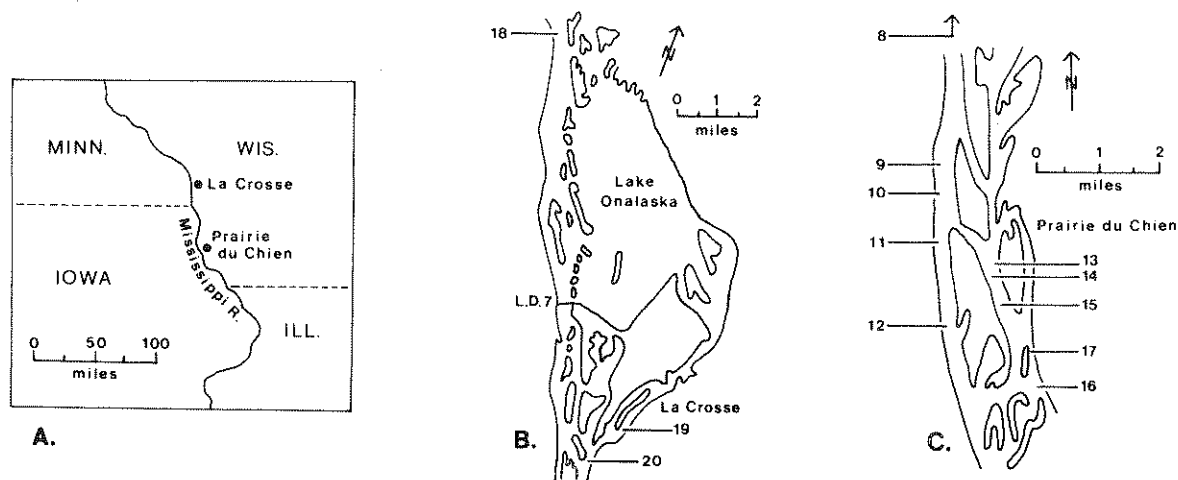 MINN.
WIS.
La Crosse
Prairie
du Chien
IOWA
Mississippi R.
ILL.
0 50 100
miles
A.
18
N
0 1 2
miles
Lake
Onalaska
L.D.7
La Crosse
19
20
B.
8
N
9
10
11
12
0 1 2
miles
Prairie du Chien
13
14
15
17
16
C.